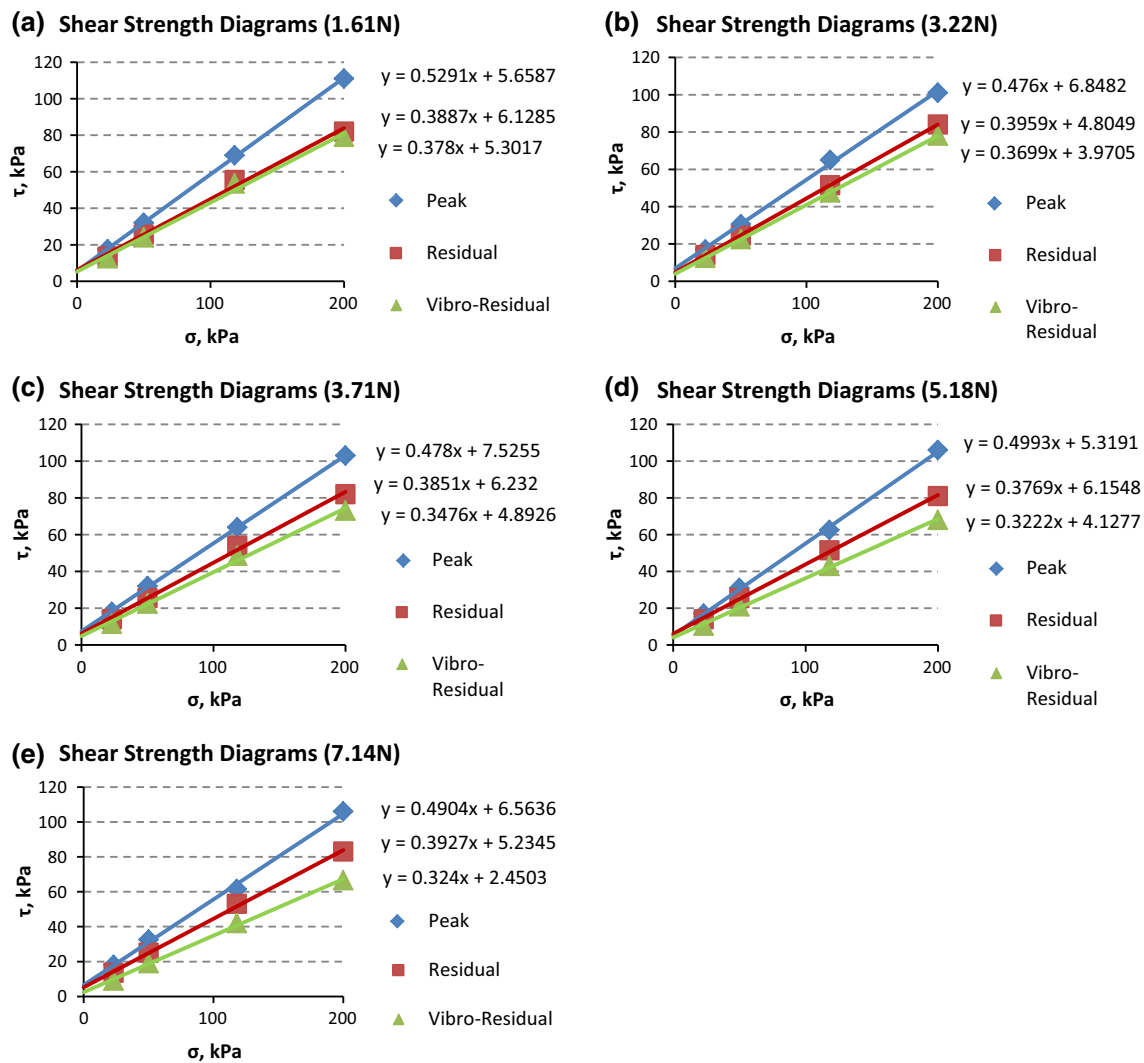 (a) Shear Strength Diagrams (1.61N)
120
100
80
60
40
20
0
τ, kPa
0 100 200
σ, kPa
y = 0.5291x + 5.6587
y = 0.3887x + 6.1285
y = 0.378x + 5.3017
Peak
Residual
Vibro-Residual
(b) Shear Strength Diagrams (3.22N)
120
100
80
60
40
20
0
τ, kPa
0 100 200
σ, kPa
y = 0.476x + 6.8482
y = 0.3959x + 4.8049
y = 0.3699x + 3.9705
Peak
Residual
Vibro-
Residual
(c) Shear Strength Diagrams (3.71N)
120
100
80
60
40
20
0
τ, kPa
0 100 200
σ, kPa
y = 0.478x + 7.5255
y = 0.3851x + 6.232
y = 0.3476x + 4.8926
Peak
Residual
Vibro-
Residual
(d) Shear Strength Diagrams (5.18N)
120
100
80
60
40
20
0
τ, kPa
0 100 200
σ, kPa
y = 0.4993x + 5.3191
y = 0.3769x + 6.1548
y = 0.3222x + 4.1277
Peak
Residual
Vibro-
Residual
(e) Shear Strength Diagrams (7.14N)
120
100
80
60
40
20
0
τ, kPa
0 100 200
σ, kPa
y = 0.4904x + 6.5636
y = 0.3927x + 5.2345
y = 0.324x + 2.4503
Peak
Residual
Vibro-Residual